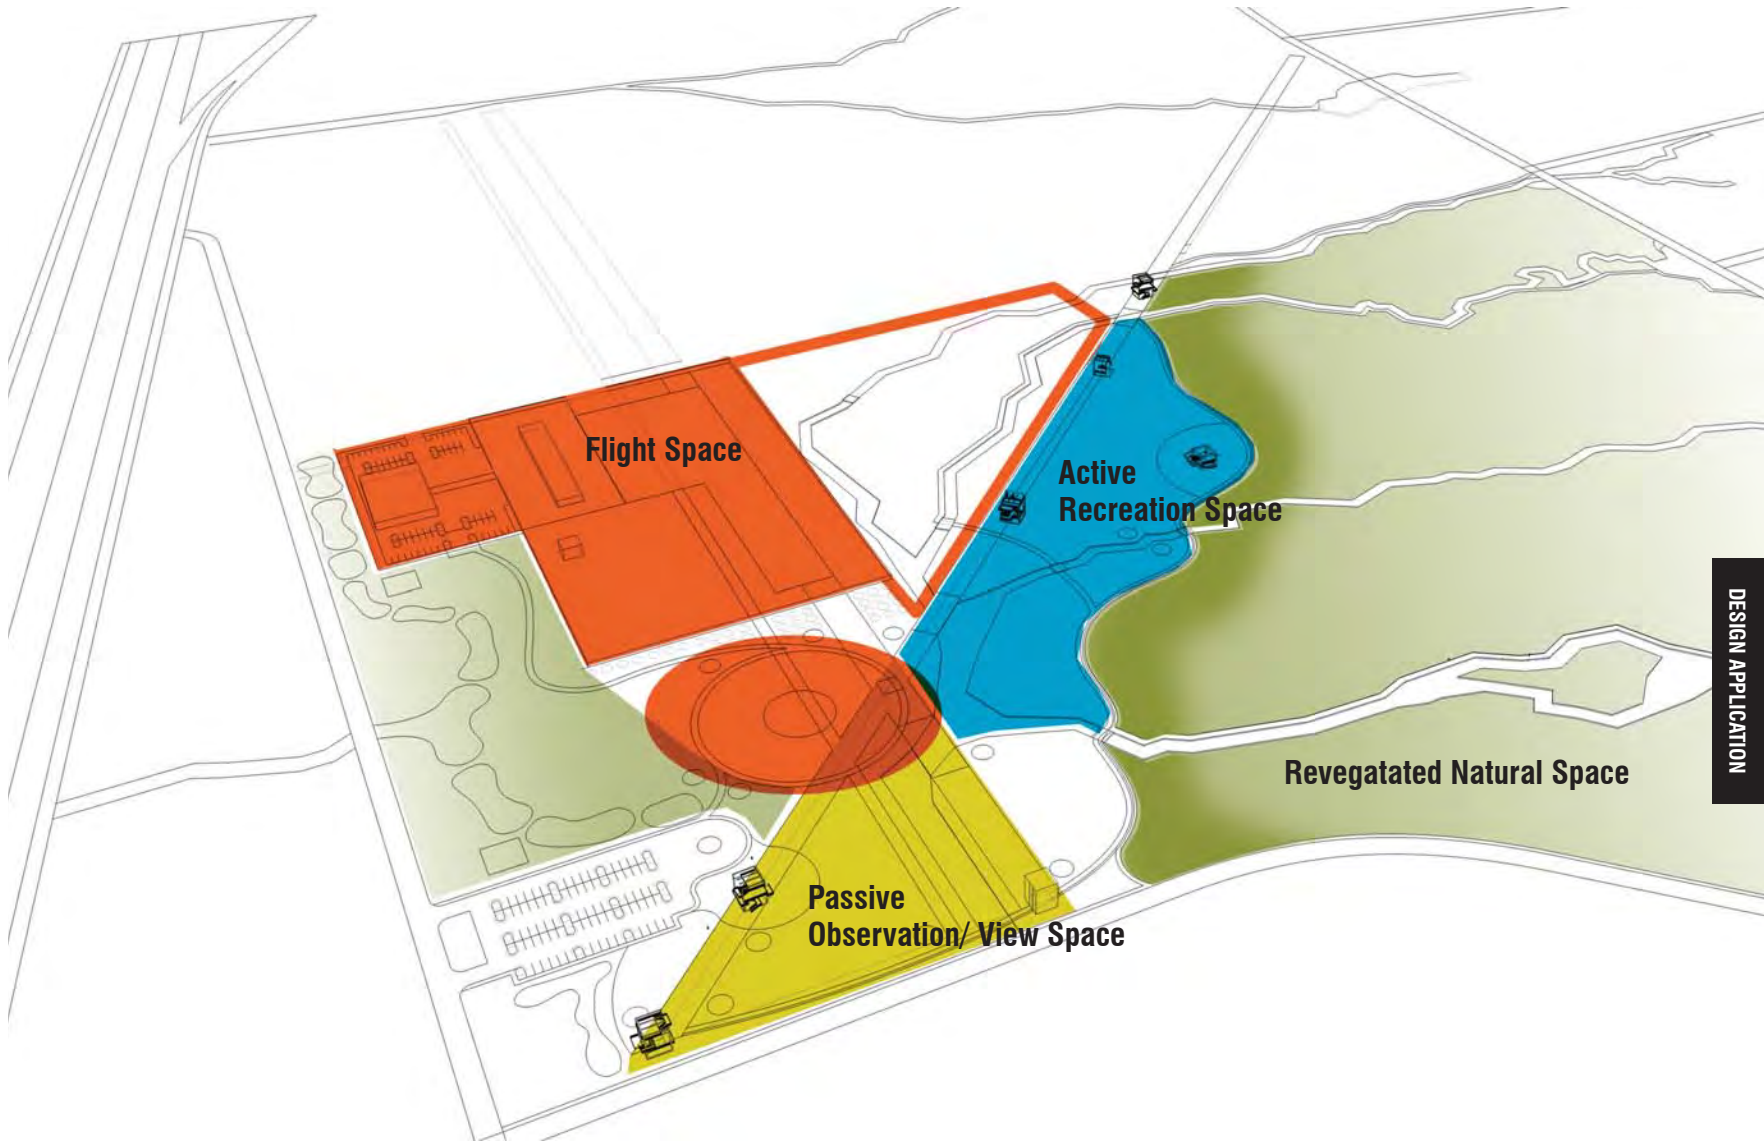 Flight Space
Active
Recreation Space
DESIGN APPLICATION
Revegatated Natural Space
Passive
Observation/ View Space